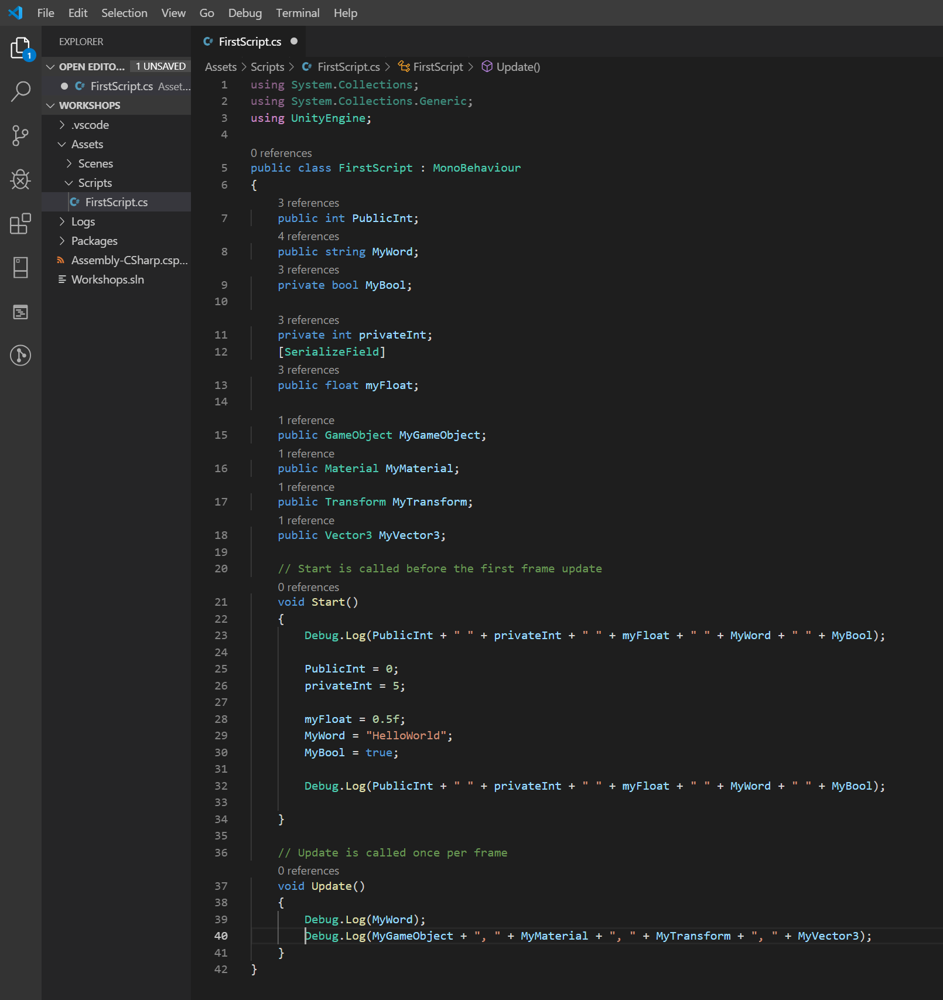 File Edit Selection View Go Debug Terminal Help
EXPLORER
1
OPEN EDITO... 1 UNSAVED
FirstScript.cs Asset...
WORKSHOPS
.vscode
Assets
Scenes
Scripts
FirstScript.cs
Logs
Packages
Assembly-CSharp.csp...
Workshops.sln
FirstScript.cs
Assets > Scripts > FirstScript.cs > FirstScript > Update()
1 using System.Collections;
2 using System.Collections.Generic;
3 using UnityEngine;
4
0 references
5 public class FirstScript : MonoBehaviour
6 {
3 references
7 public int PublicInt;
4 references
8 public string MyWord;
3 references
9 private bool MyBool;
10
3 references
11 private int privateInt;
12 [SerializeField]
3 references
13 public float myFloat;
14
1 reference
15 public GameObject MyGameObject;
1 reference
16 public Material MyMaterial;
1 reference
17 public Transform MyTransform;
1 reference
18 public Vector3 MyVector3;
19
20 // Start is called before the first frame update
0 references
21 void Start()
22 {
23 Debug.Log(PublicInt + " " + privateInt + " " + myFloat + " " + MyWord + " " + MyBool);
24
25 PublicInt = 0;
26 privateInt = 5;
27
28 myFloat = 0.5f;
29 MyWord = "HelloWorld";
30 MyBool = true;
31
32 Debug.Log(PublicInt + " " + privateInt + " " + myFloat + " " + MyWord + " " + MyBool);
33
34 }
35
36 // Update is called once per frame
0 references
37 void Update()
38 {
39 Debug.Log(MyWord);
40 Debug.Log(MyGameObject + ", " + MyMaterial + ", " + MyTransform + ", " + MyVector3);
41 }
42 }